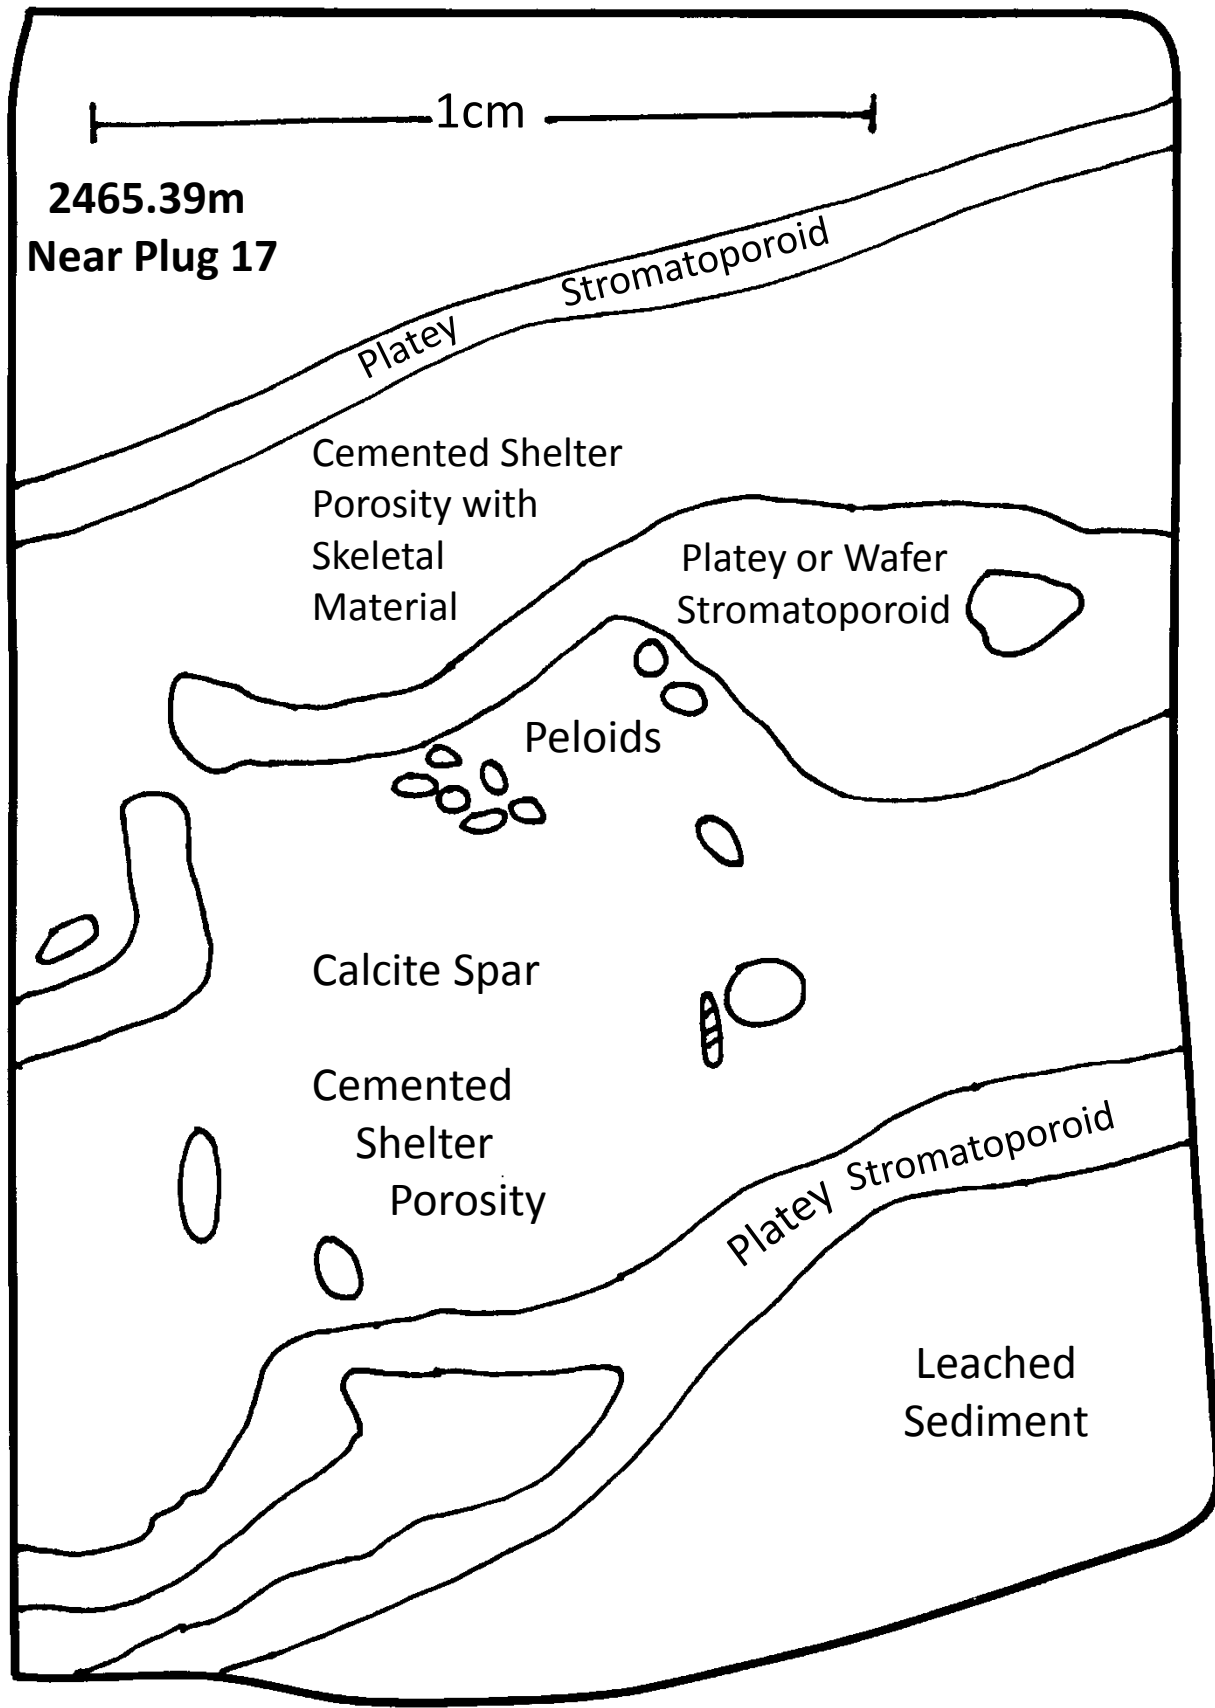 1cm
2465.39m
Near Plug 17
Platey Stromatoporoid
Cemented Shelter
Porosity with
Skeletal
Material
Platey or Wafer
Stromatoporoid
Peloids
Calcite Spar
Cemented
Shelter
Porosity
Platey Stromatoporoid
Leached
Sediment